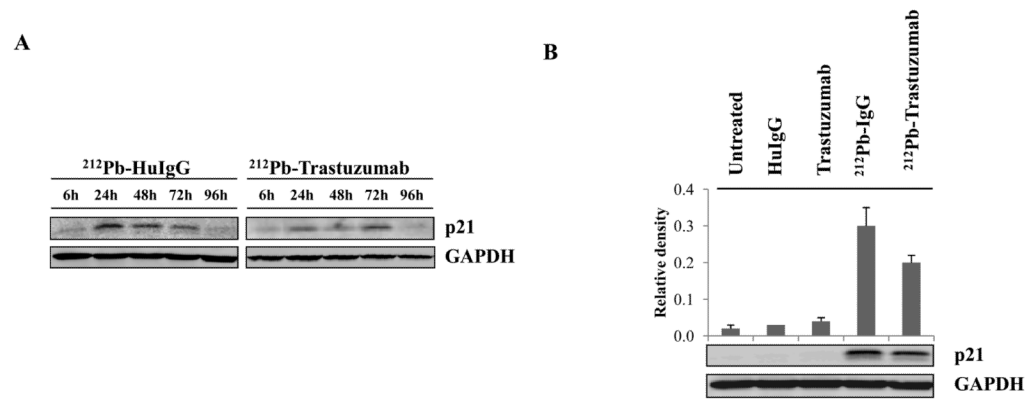 A
²¹²Pb-HuIgG
²¹²Pb-Trastuzumab
6h 24h 48h 72h 96h
6h 24h 48h 72h 96h
p21
GAPDH
B
Untreated
HuIgG
Trastuzumab
²¹²Pb-IgG
²¹²Pb-Trastuzumab
Relative density
0.4
0.3
0.2
0.1
0.0
p21
GAPDH